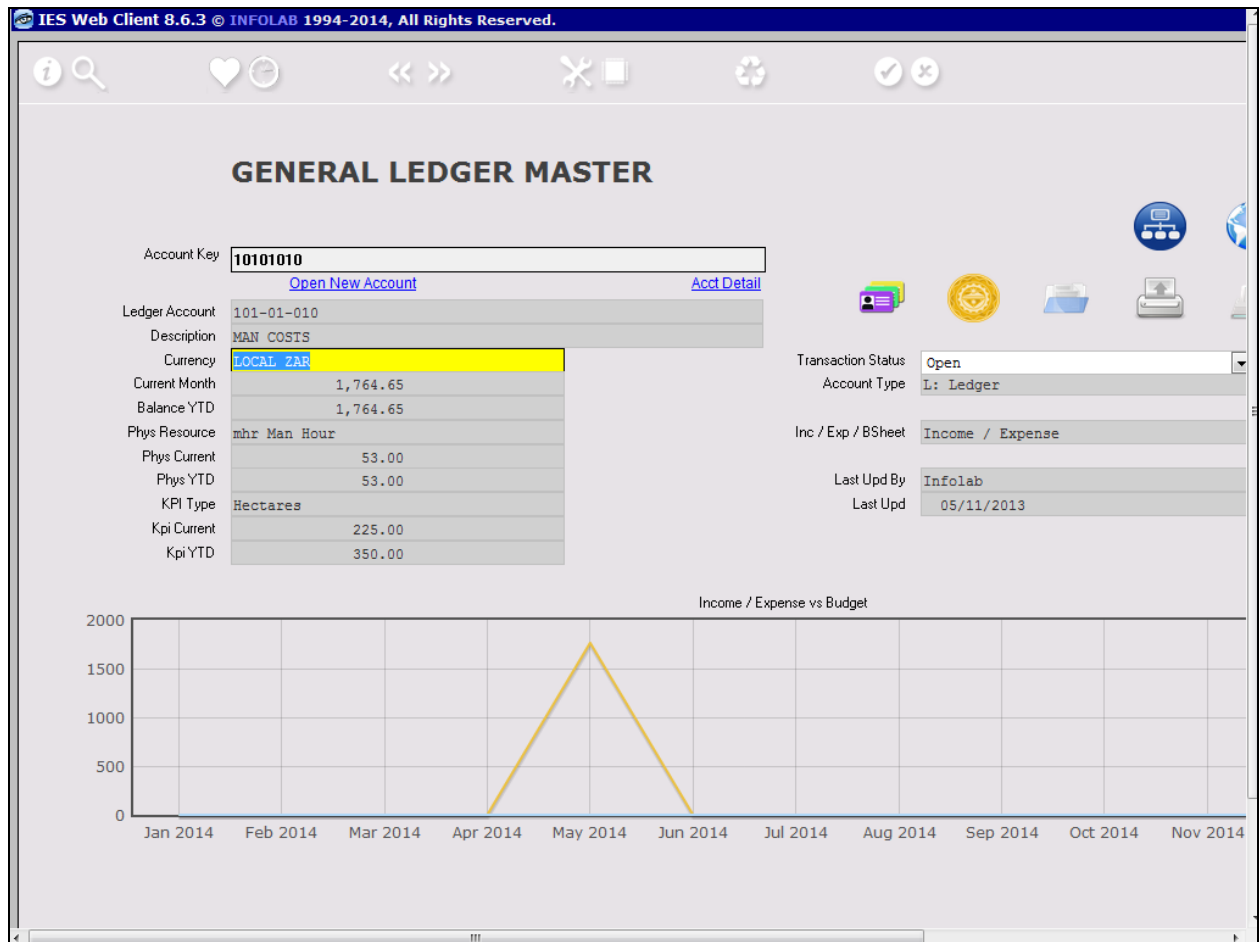 IES Web Client 8.6.3 © INFOLAB 1994-2014, All Rights Reserved.
GENERAL LEDGER MASTER
Account Key 10101010
Open New Account Acct Detail
Ledger Account 101-01-010
Description MAN COSTS
Currency LOCAL ZAR Transaction Status Open
Current Month 1,764.65 Account Type L: Ledger
Balance YTD 1,764.65
Phys Resource mhr Man Hour Inc / Exp / BSheet Income / Expense
Phys Current 53.00
Phys YTD 53.00 Last Upd By Infolab
KPI Type Hectares Last Upd 05/11/2013
Kpi Current 225.00
Kpi YTD 350.00
Income / Expense vs Budget
2000
1500
1000
500
0
Jan 2014 Feb 2014 Mar 2014 Apr 2014 May 2014 Jun 2014 Jul 2014 Aug 2014 Sep 2014 Oct 2014 Nov 2014